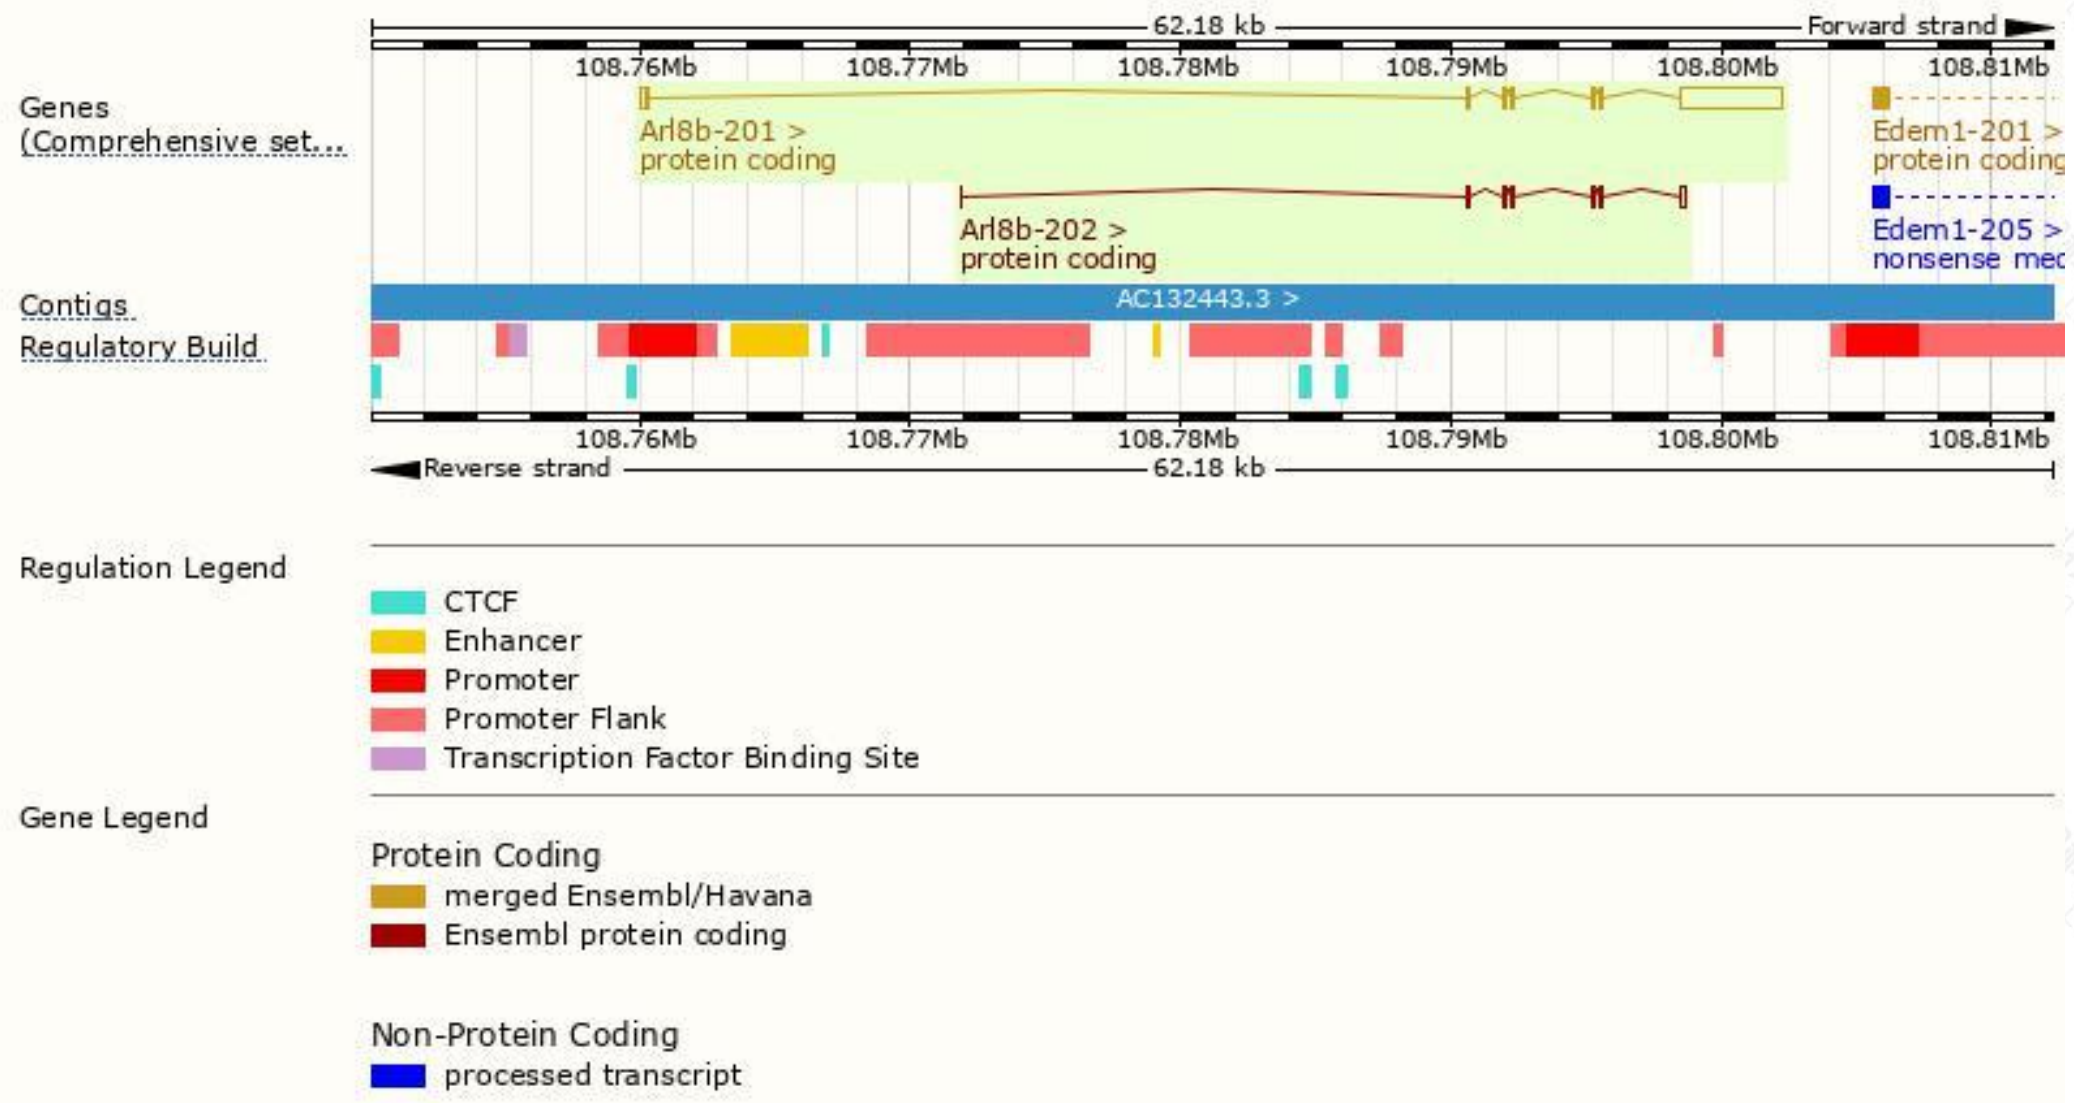 62.18 kb
Forward strand
108.76Mb 108.77Mb 108.78Mb 108.79Mb 108.80Mb 108.81Mb
Genes
(Comprehensive set...
Arl8b-201 >
protein coding
Edem1-201 >
protein coding
Arl8b-202 >
protein coding
Edem1-205 >
nonsense med
Contigs
AC132443.3 >
Regulatory Build
108.76Mb 108.77Mb 108.78Mb 108.79Mb 108.80Mb 108.81Mb
Reverse strand
62.18 kb
Regulation Legend
CTCF
Enhancer
Promoter
Promoter Flank
Transcription Factor Binding Site
Gene Legend
Protein Coding
merged Ensembl/Havana
Ensembl protein coding
Non-Protein Coding
processed transcript